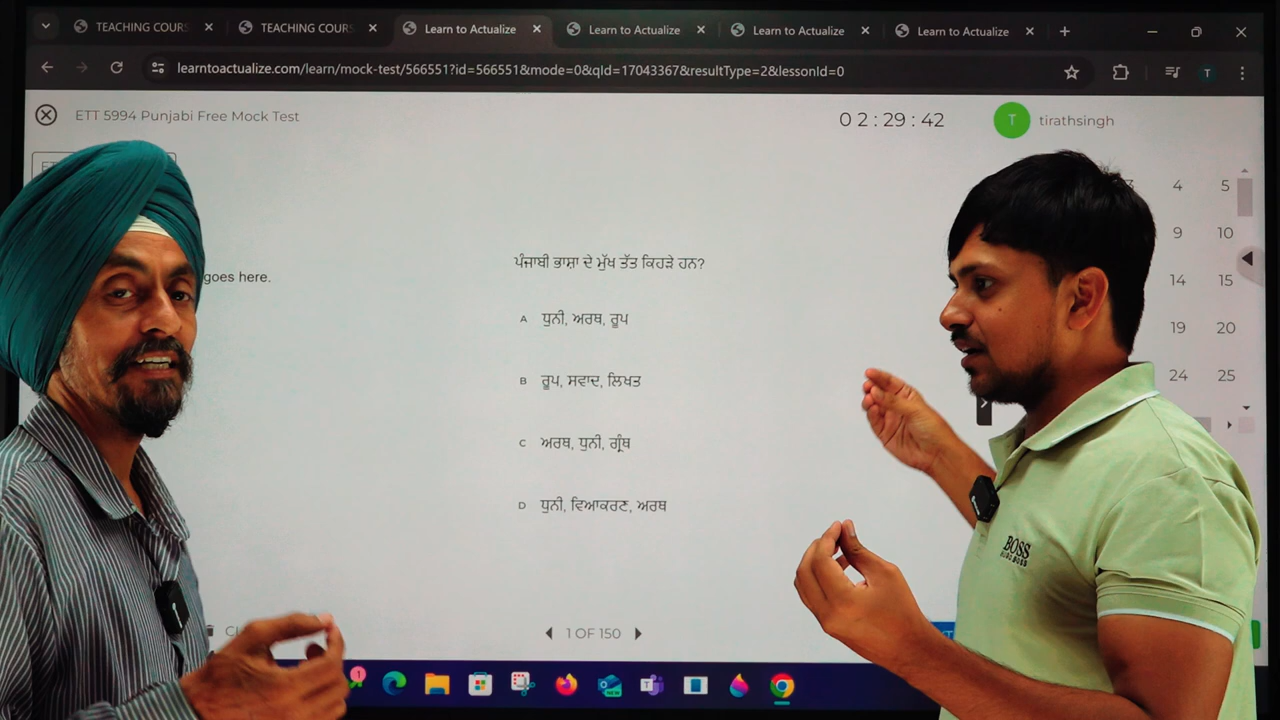 TEACHING COURS
TEACHING COURS
Learn to Actualize
Learn to Actualize
Learn to Actualize
Learn to Actualize
learntoactualize.com/learn/mock-test/566551?id=566551&mode=0&qId=17043367&resultType=2&lessonId=0
T
ETT 5994 Punjabi Free Mock Test
02:29:42
T
tirathsingh
4 5
goes here.
ਪੰਜਾਬੀ ਭਾਸ਼ਾ ਦੇ ਮੁੱਖ ਤੱਤ ਕਿਹੜੇ ਹਨ?
9 10
14 15
A ਧੁਨੀ, ਅਰਥ, ਰੂਪ
19 20
B ਰੂਪ, ਸਵਾਦ, ਲਿਖਤ
24 25
C ਅਰਥ, ਧੁਨੀ, ਗ੍ਰੰਥ
D ਧੁਨੀ, ਵਿਆਕਰਣ, ਅਰਥ
BOSS
HUGO BOSS
1 OF 150
1